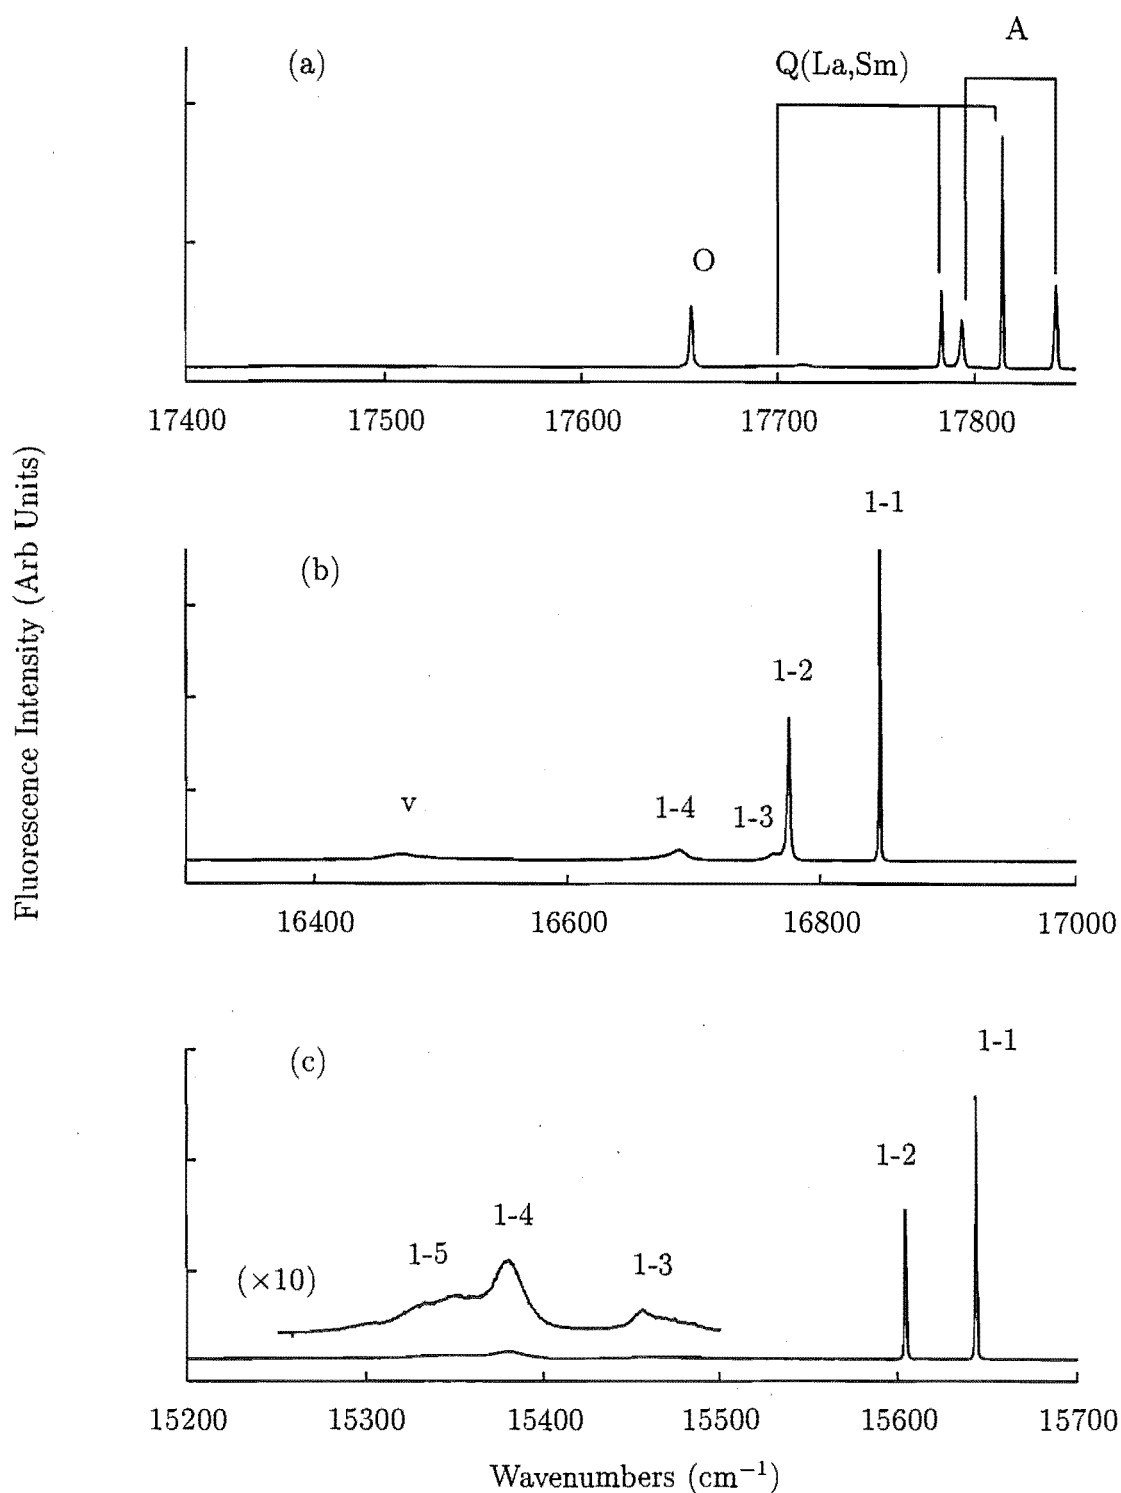 A
(a)
Q(La,Sm)
O
17400 17500 17600 17700 17800
Fluorescence Intensity (Arb Units)
1-1
(b)
1-2
v
1-4
1-3
16400 16600 16800 17000
1-1
(c)
1-2
1-4
1-5
1-3
(×10)
15200 15300 15400 15500 15600 15700
Wavenumbers (cm⁻¹)